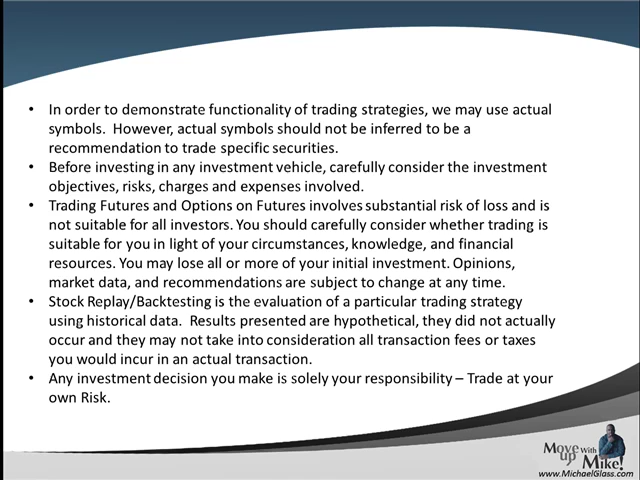 • In order to demonstrate functionality of trading strategies, we may use actual
symbols.  However, actual symbols should not be inferred to be a
recommendation to trade specific securities.
• Before investing in any investment vehicle, carefully consider the investment
objectives, risks, charges and expenses involved.
• Trading Futures and Options on Futures involves substantial risk of loss and is
not suitable for all investors. You should carefully consider whether trading is
suitable for you in light of your circumstances, knowledge, and financial
resources. You may lose all or more of your initial investment. Opinions,
market data, and recommendations are subject to change at any time.
• Stock Replay/Backtesting is the evaluation of a particular trading strategy
using historical data.  Results presented are hypothetical, they did not actually
occur and they may not take into consideration all transaction fees or taxes
you would incur in an actual transaction.
• Any investment decision you make is solely your responsibility – Trade at your
own Risk.
Move With
up Mike!
www.MichaelGlass.com